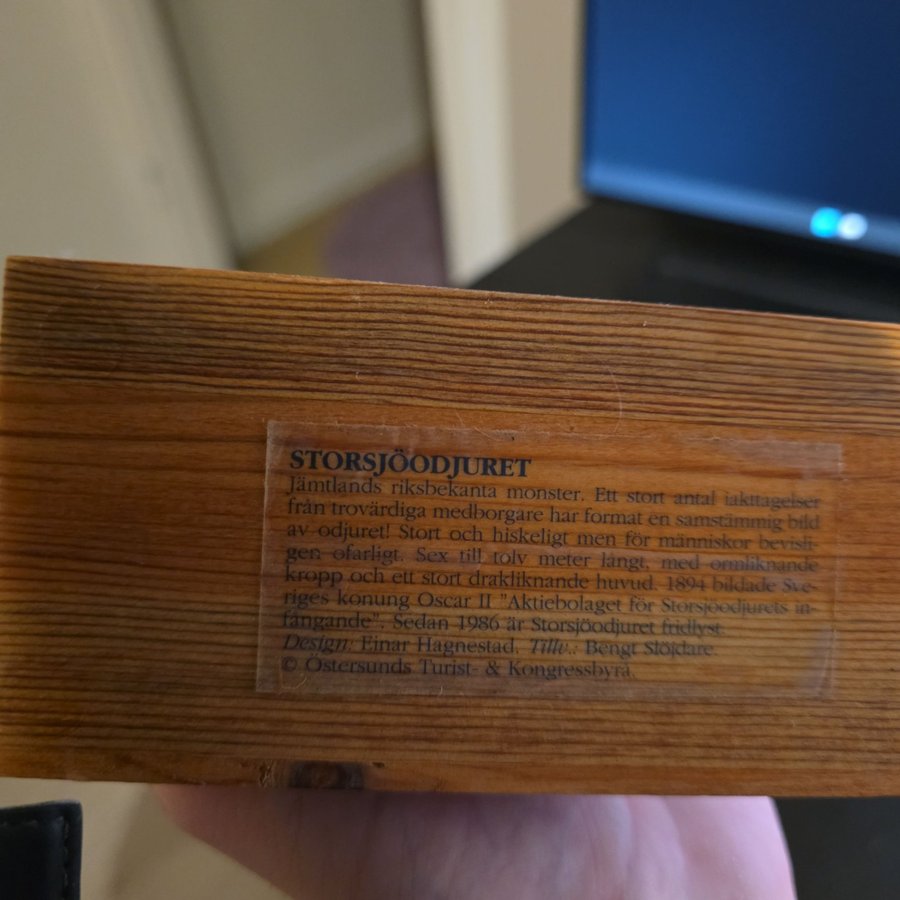 STORSJÖODJURET
Jämtlands riksbekanta monster. Ett stort antal iakttagelser
från trovärdiga medborgare har format en samstämmig bild
av odjuret! Stort och hiskeligt men för människor bevisli-
gen ofarligt. Sex till tolv meter långt, med ormliknande
kropp och ett stort drakliknande huvud. 1894 bildade Sve-
riges konung Oscar II "Aktiebolaget för Storsjöodjurets in-
fångande". Sedan 1986 är Storsjöodjuret fridlyst.
Design: Einar Hagnestad. Tillv.: Bengt Slöjdare.
© Östersunds Turist- & Kongressbyrå.